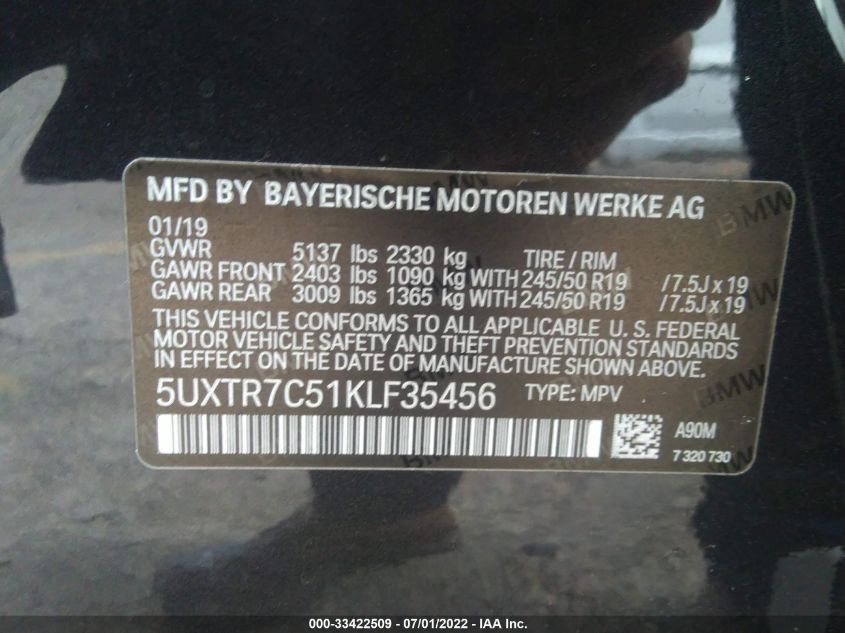 MFD BY BAYERISCHE MOTOREN WERKE AG
01/19
GVWR 5137 lbs 2330 kg TIRE / RIM
GAWR FRONT 2403 lbs 1090 kg WITH 245/50 R19 / 7.5J x 19
GAWR REAR 3009 lbs 1365 kg WITH 245/50 R19 / 7.5J x 19
THIS VEHICLE CONFORMS TO ALL APPLICABLE U. S. FEDERAL
MOTOR VEHICLE SAFETY AND THEFT PREVENTION STANDARDS
IN EFFECT ON THE DATE OF MANUFACTURE SHOWN ABOVE.
5UXTR7C51KLF35456 TYPE: MPV
A90M
7 320 730
BMW
000-33422509 - 07/01/2022 - IBEUS.COM